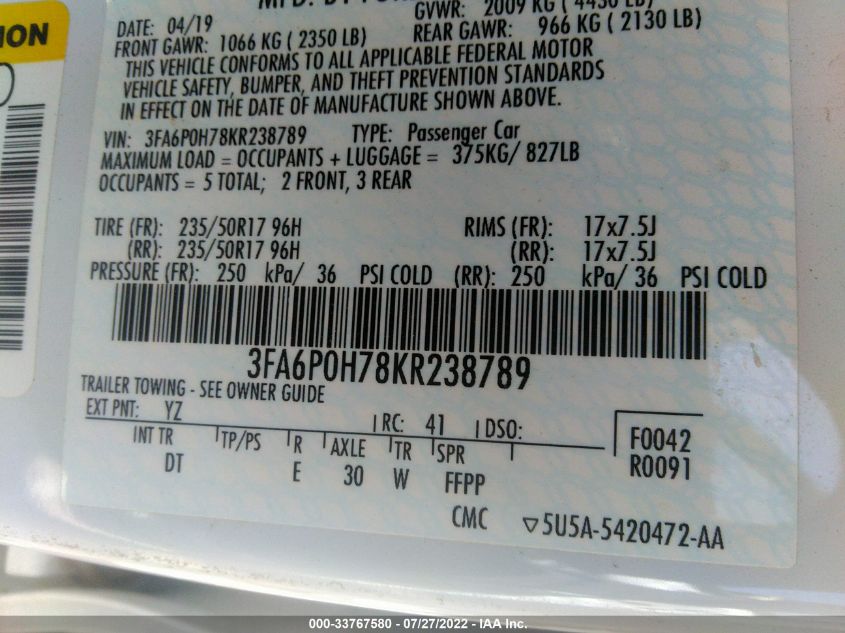 ION
MFD. BY
DATE: 04/19
GVWR: 2009 KG ( 4430 LB)
FRONT GAWR: 1066 KG ( 2350 LB)
REAR GAWR: 966 KG ( 2130 LB)
THIS VEHICLE CONFORMS TO ALL APPLICABLE FEDERAL MOTOR
VEHICLE SAFETY, BUMPER, AND THEFT PREVENTION STANDARDS
IN EFFECT ON THE DATE OF MANUFACTURE SHOWN ABOVE.
VIN: 3FA6P0H78KR238789 TYPE: Passenger Car
MAXIMUM LOAD = OCCUPANTS + LUGGAGE = 375KG/ 827LB
OCCUPANTS = 5 TOTAL; 2 FRONT, 3 REAR
TIRE (FR): 235/50R17 96H RIMS (FR): 17x7.5J
(RR): 235/50R17 96H (RR): 17x7.5J
PRESSURE (FR): 250 kPa/ 36 PSI COLD (RR): 250 kPa/ 36 PSI COLD
3FA6P0H78KR238789
TRAILER TOWING - SEE OWNER GUIDE
EXT PNT: YZ RC: 41 DSO:
INT TR TP/PS R AXLE TR SPR
F0042
DT E 30 W FFPP
R0091
CMC ▽5U5A-5420472-AA
000-33767580 - 07/27/2022 - IAA Inc.